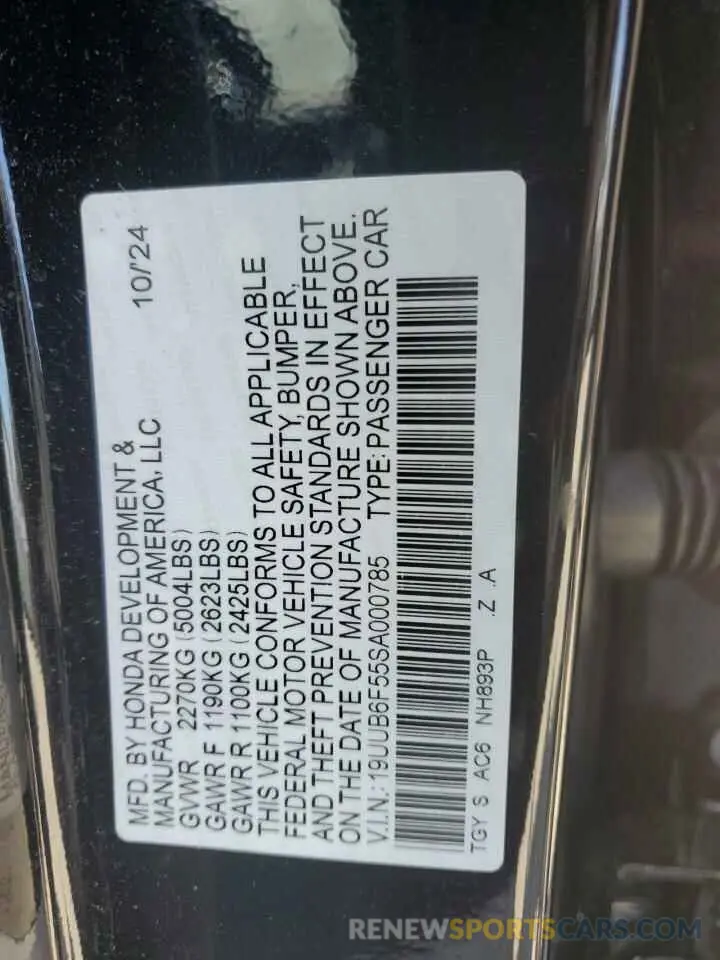 MFD. BY HONDA DEVELOPMENT & 10/'24
MANUFACTURING OF AMERICA, LLC
GVWR 2270KG (5004LBS)
GAWR F 1190KG (2623LBS)
GAWR R 1100KG (2425LBS)
THIS VEHICLE CONFORMS TO ALL APPLICABLE
FEDERAL MOTOR VEHICLE SAFETY, BUMPER,
AND THEFT PREVENTION STANDARDS IN EFFECT
ON THE DATE OF MANUFACTURE SHOWN ABOVE.
V.I.N.: 19UUB6F55SA000785 TYPE: PASSENGER CAR
TGY S AC6 NH893P .Z .A
RENEWSPORTSCARS.COM